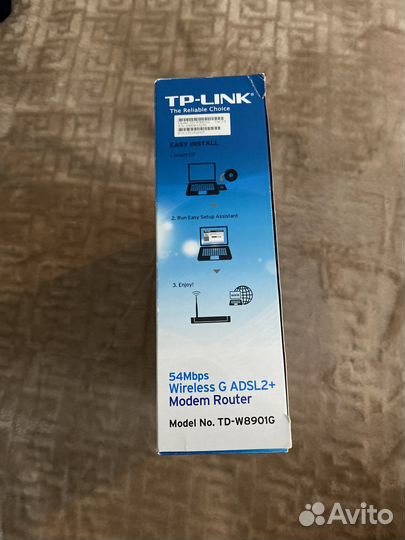 TP-LINK
The Reliable Choice
EASY INSTALL
2. Run Easy Setup Assistant
3. Enjoy!
54Mbps
Wireless G ADSL2+
Modem Router
Model No. TD-W8901G
Avito